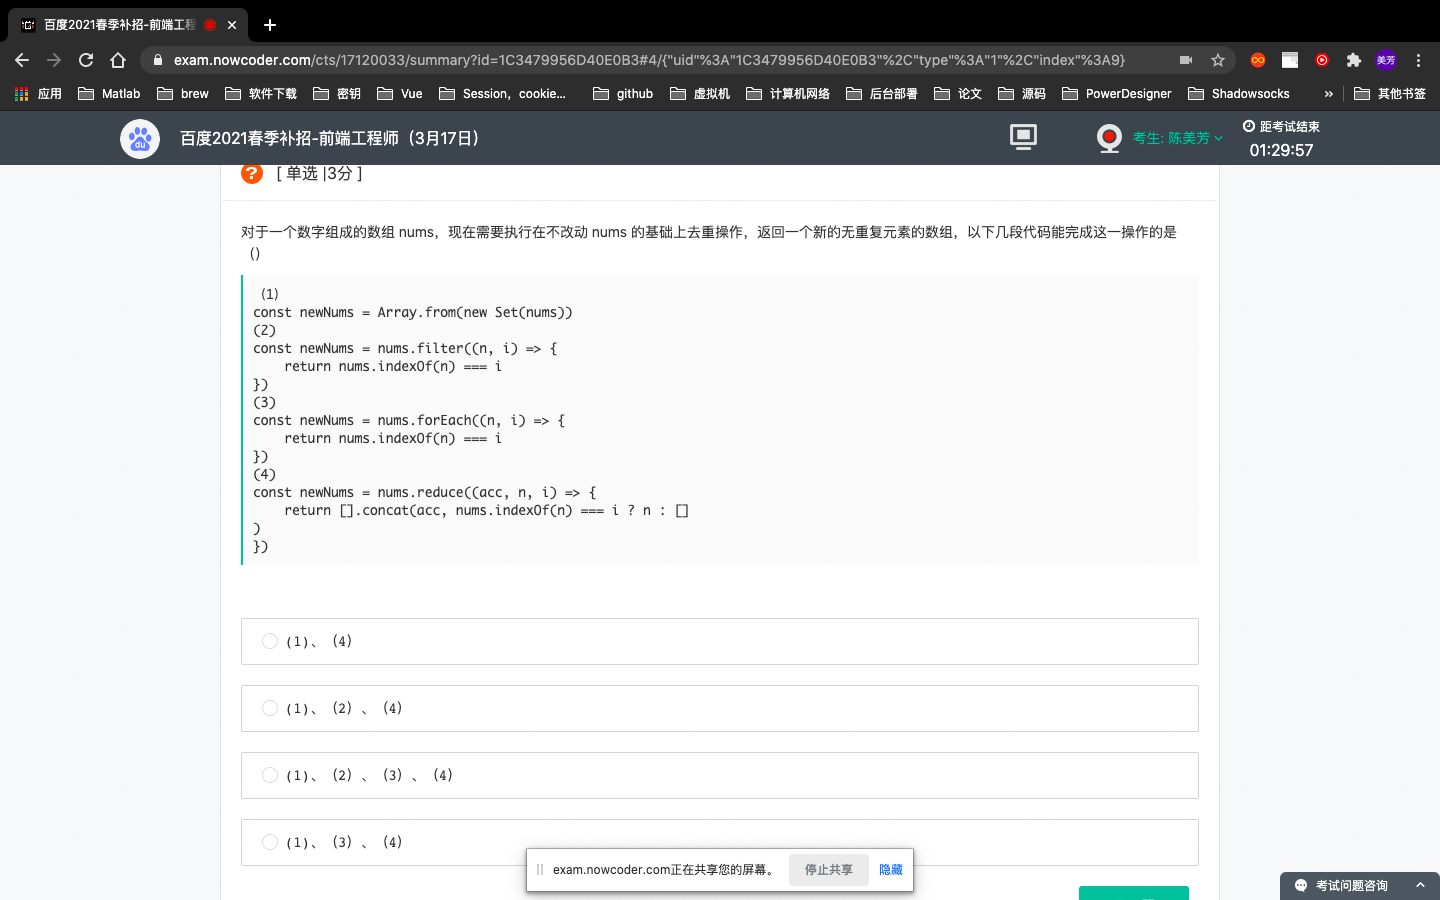 百度2021春季补招-前端工程
exam.nowcoder.com/cts/17120033/summary?id=1C3479956D40E0B3#4/{"uid"%3A"1C3479956D40E0B3"%2C"type"%3A"1"%2C"index"%3A9}
美芳
应用 Matlab brew 软件下载 密钥 Vue Session，cookie... github 虚拟机 计算机网络 后台部署 论文 源码 PowerDesigner Shadowsocks » 其他书签
du
百度2021春季补招-前端工程师（3月17日）
考生: 陈美芳
距考试结束
01:29:57
? [ 单选 |3分 ]
对于一个数字组成的数组 nums，现在需要执行在不改动 nums 的基础上去重操作，返回一个新的无重复元素的数组，以下几段代码能完成这一操作的是
()
（1）
const newNums = Array.from(new Set(nums))
(2)
const newNums = nums.filter((n, i) => {
    return nums.indexOf(n) === i
})
(3)
const newNums = nums.forEach((n, i) => {
    return nums.indexOf(n) === i
})
(4)
const newNums = nums.reduce((acc, n, i) => {
    return [].concat(acc, nums.indexOf(n) === i ? n : []
)
})
(1)、（4）
(1)、（2）、（4）
(1)、（2）、（3）、（4）
(1)、（3）、（4）
exam.nowcoder.com正在共享您的屏幕。 停止共享 隐藏
考试问题咨询